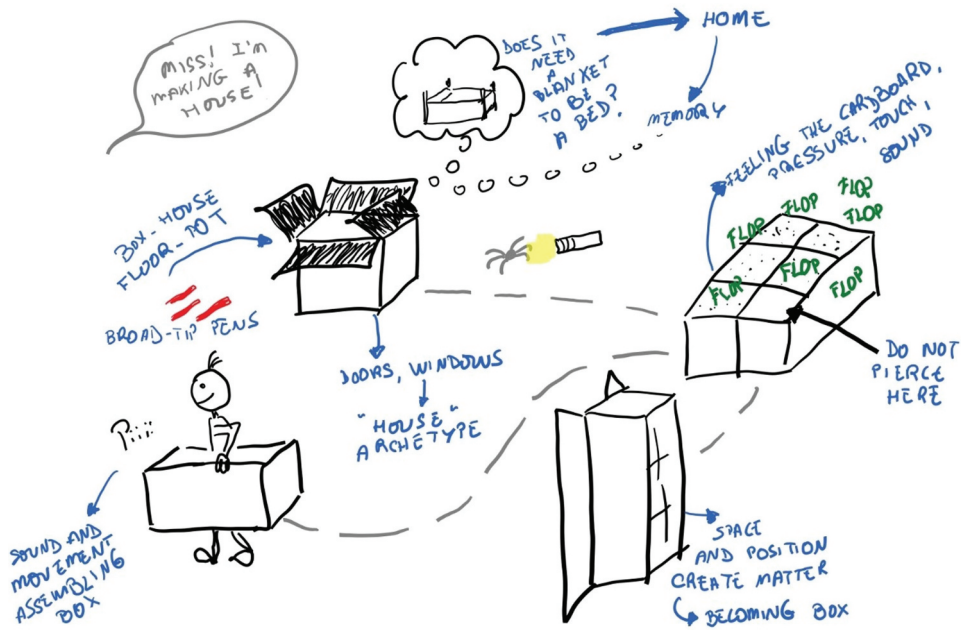 MISS! I'M
MAKING A
HOUSE!
DOES IT
NEED
A
BLANKET
TO BE
A BED?
HOME
MEMORY
FEELING THE CARDBOARD,
PRESSURE, TOUCH,
SOUND
FLOP
FLOP
FLOP
FLOP
FLOP
FLOP
FLOP
DO NOT
PIERCE
HERE
BOX-HOUSE
FLOOR-POT
BROAD-TIP PENS
DOORS, WINDOWS
"HOUSE"
ARCHETYPE
Piiii
SOUND AND
MOVEMENT
ASSEMBLING
BOX
SPACE
AND POSITION
CREATE MATTER
BECOMING BOX